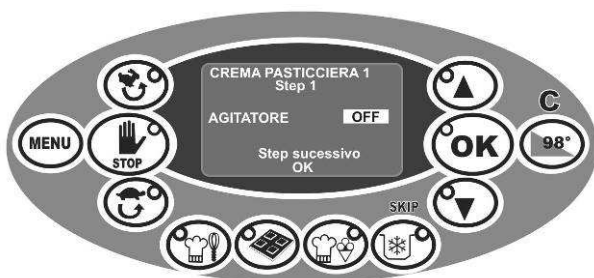 CREMA PASTICCIERA 1
Step 1
AGITATORE OFF
Step sucessivo
OK
MENU
STOP
OK
C
98°
SKIP